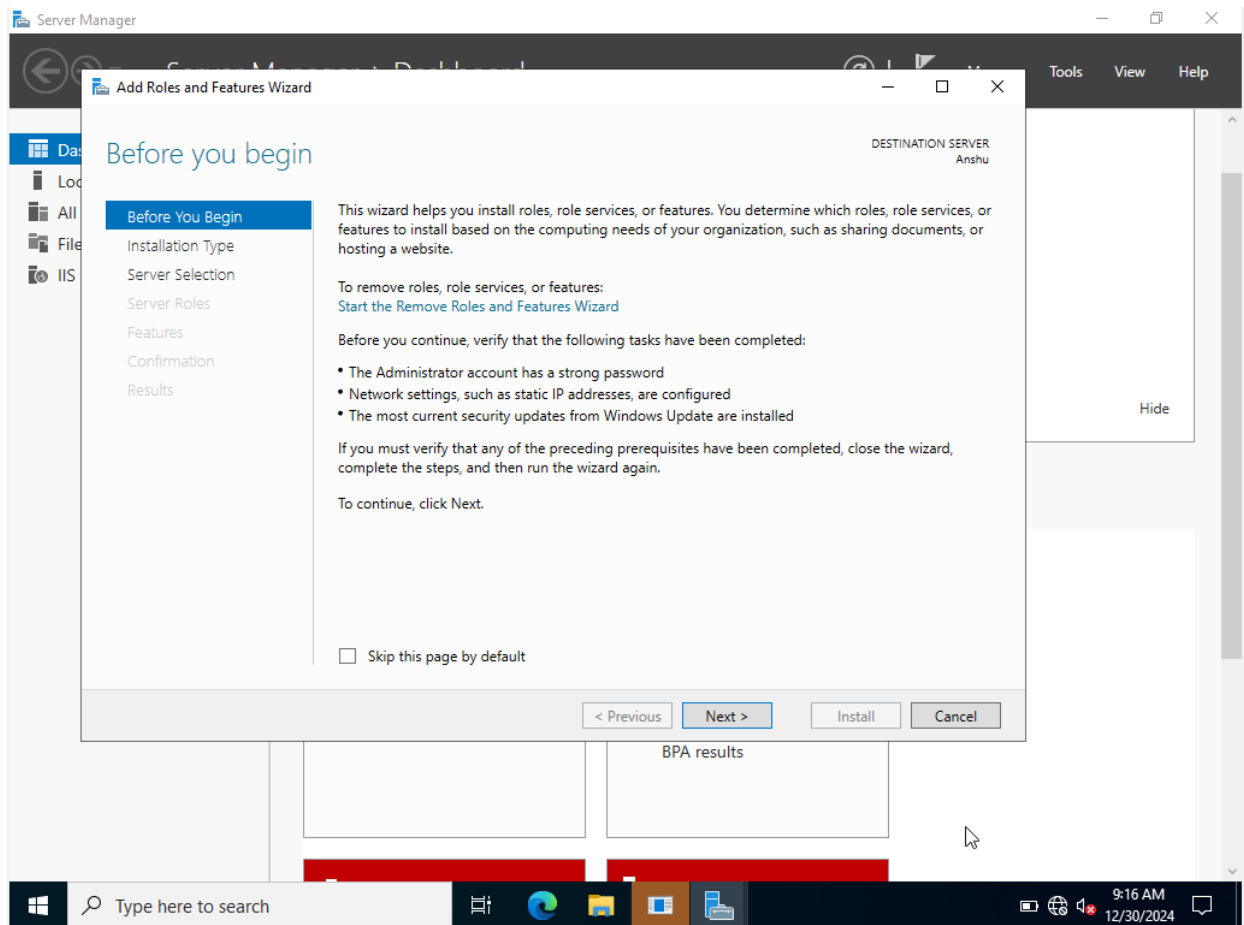 Server Manager
Tools View Help
Add Roles and Features Wizard
Before you begin
DESTINATION SERVER
Anshu
All
IIS
Before You Begin
Installation Type
Server Selection
Server Roles
Features
Confirmation
Results
This wizard helps you install roles, role services, or features. You determine which roles, role services, or
features to install based on the computing needs of your organization, such as sharing documents, or
hosting a website.
To remove roles, role services, or features:
Start the Remove Roles and Features Wizard
Before you continue, verify that the following tasks have been completed:
• The Administrator account has a strong password
• Network settings, such as static IP addresses, are configured
• The most current security updates from Windows Update are installed
If you must verify that any of the preceding prerequisites have been completed, close the wizard,
complete the steps, and then run the wizard again.
To continue, click Next.
Skip this page by default
< Previous Next > Install Cancel
Hide
BPA results
Type here to search
9:16 AM
12/30/2024